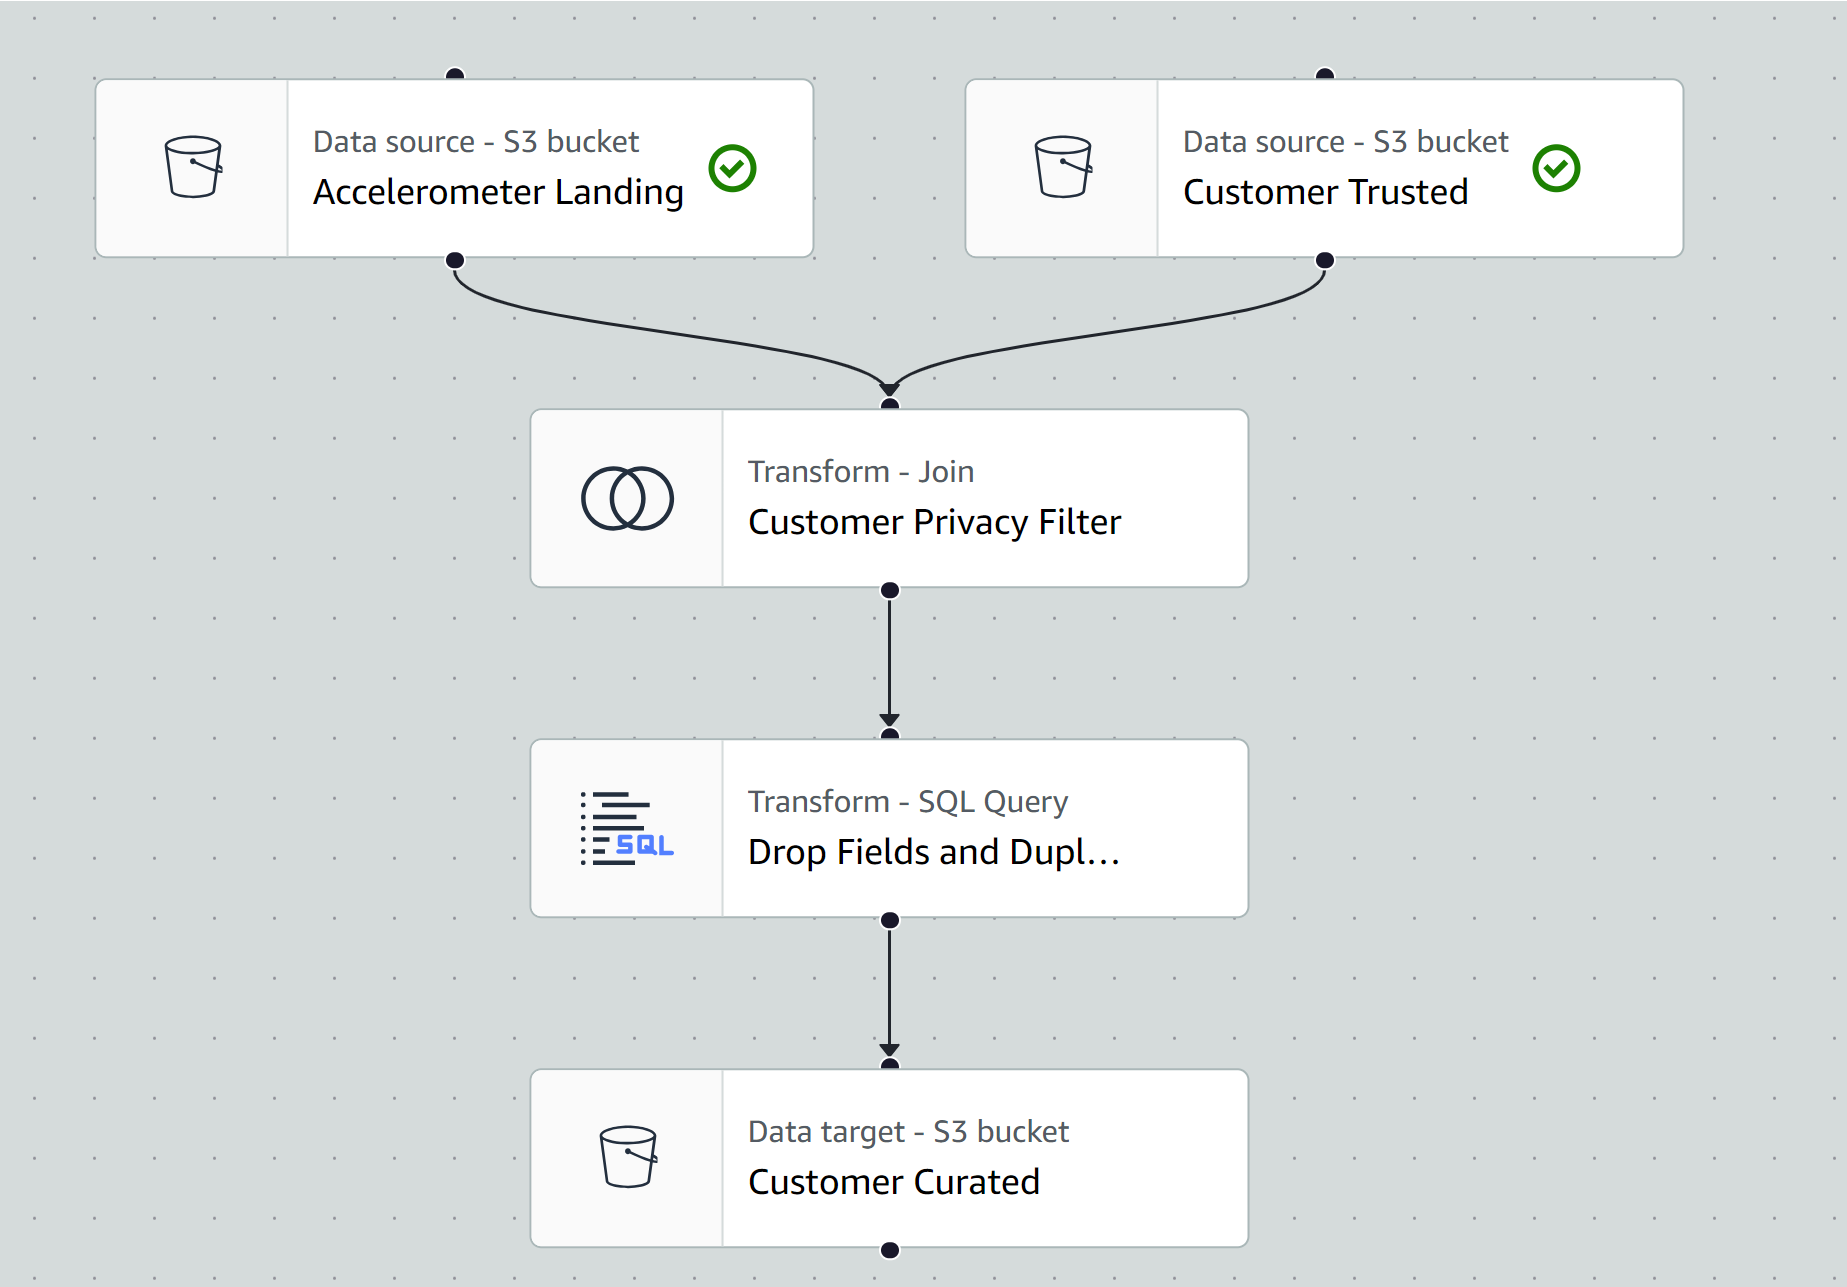 Data source - S3 bucket
Accelerometer Landing
Data source - S3 bucket
Customer Trusted
Transform - Join
Customer Privacy Filter
SQL
Transform - SQL Query
Drop Fields and Dupl...
Data target - S3 bucket
Customer Curated